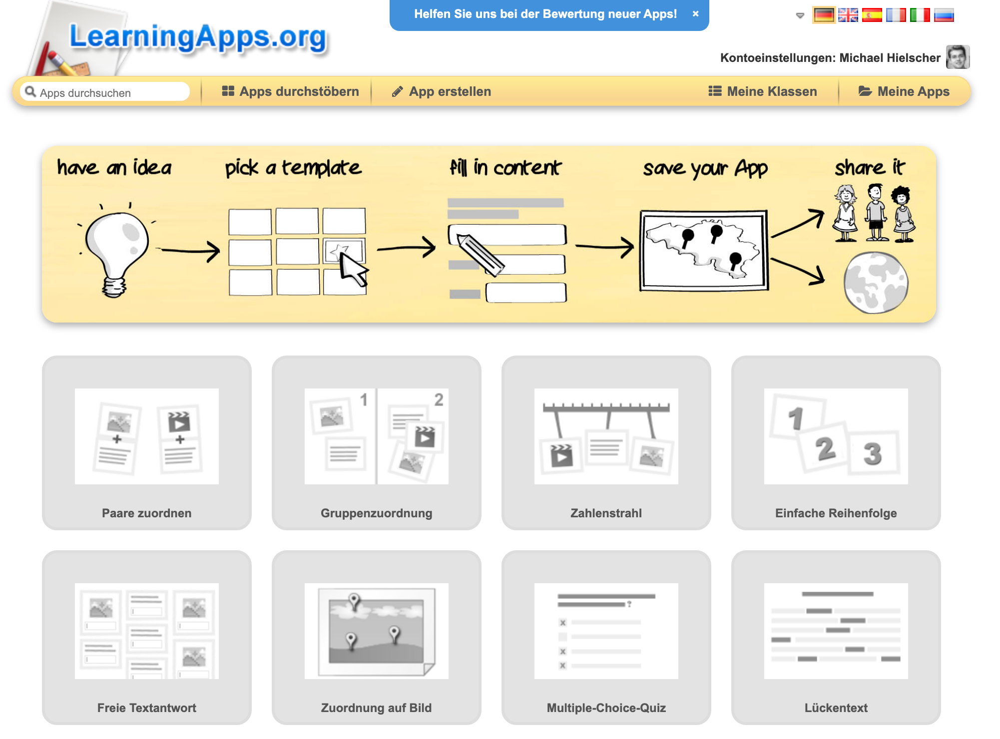 Helfen Sie uns bei der Bewertung neuer Apps! ×
LearningApps.org
Kontoeinstellungen: Michael Hielscher
Apps durchsuchen
Apps durchstöbern
App erstellen
Meine Klassen
Meine Apps
have an idea
pick a template
fill in content
save your App
share it
1
2
1
2
3
Paare zuordnen
Gruppenzuordnung
Zahlenstrahl
Einfache Reihenfolge
?
x
x
x
Freie Textantwort
Zuordnung auf Bild
Multiple-Choice-Quiz
Lückentext